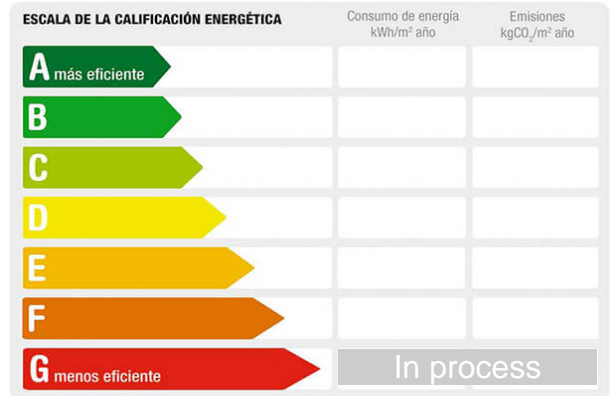 ESCALA DE LA CALIFICACIÓN ENERGÉTICA
Consumo de energía
kWh/m² año
Emisiones
kgCO₂/m² año
A más eficiente
B
C
D
E
F
G menos eficiente
In process